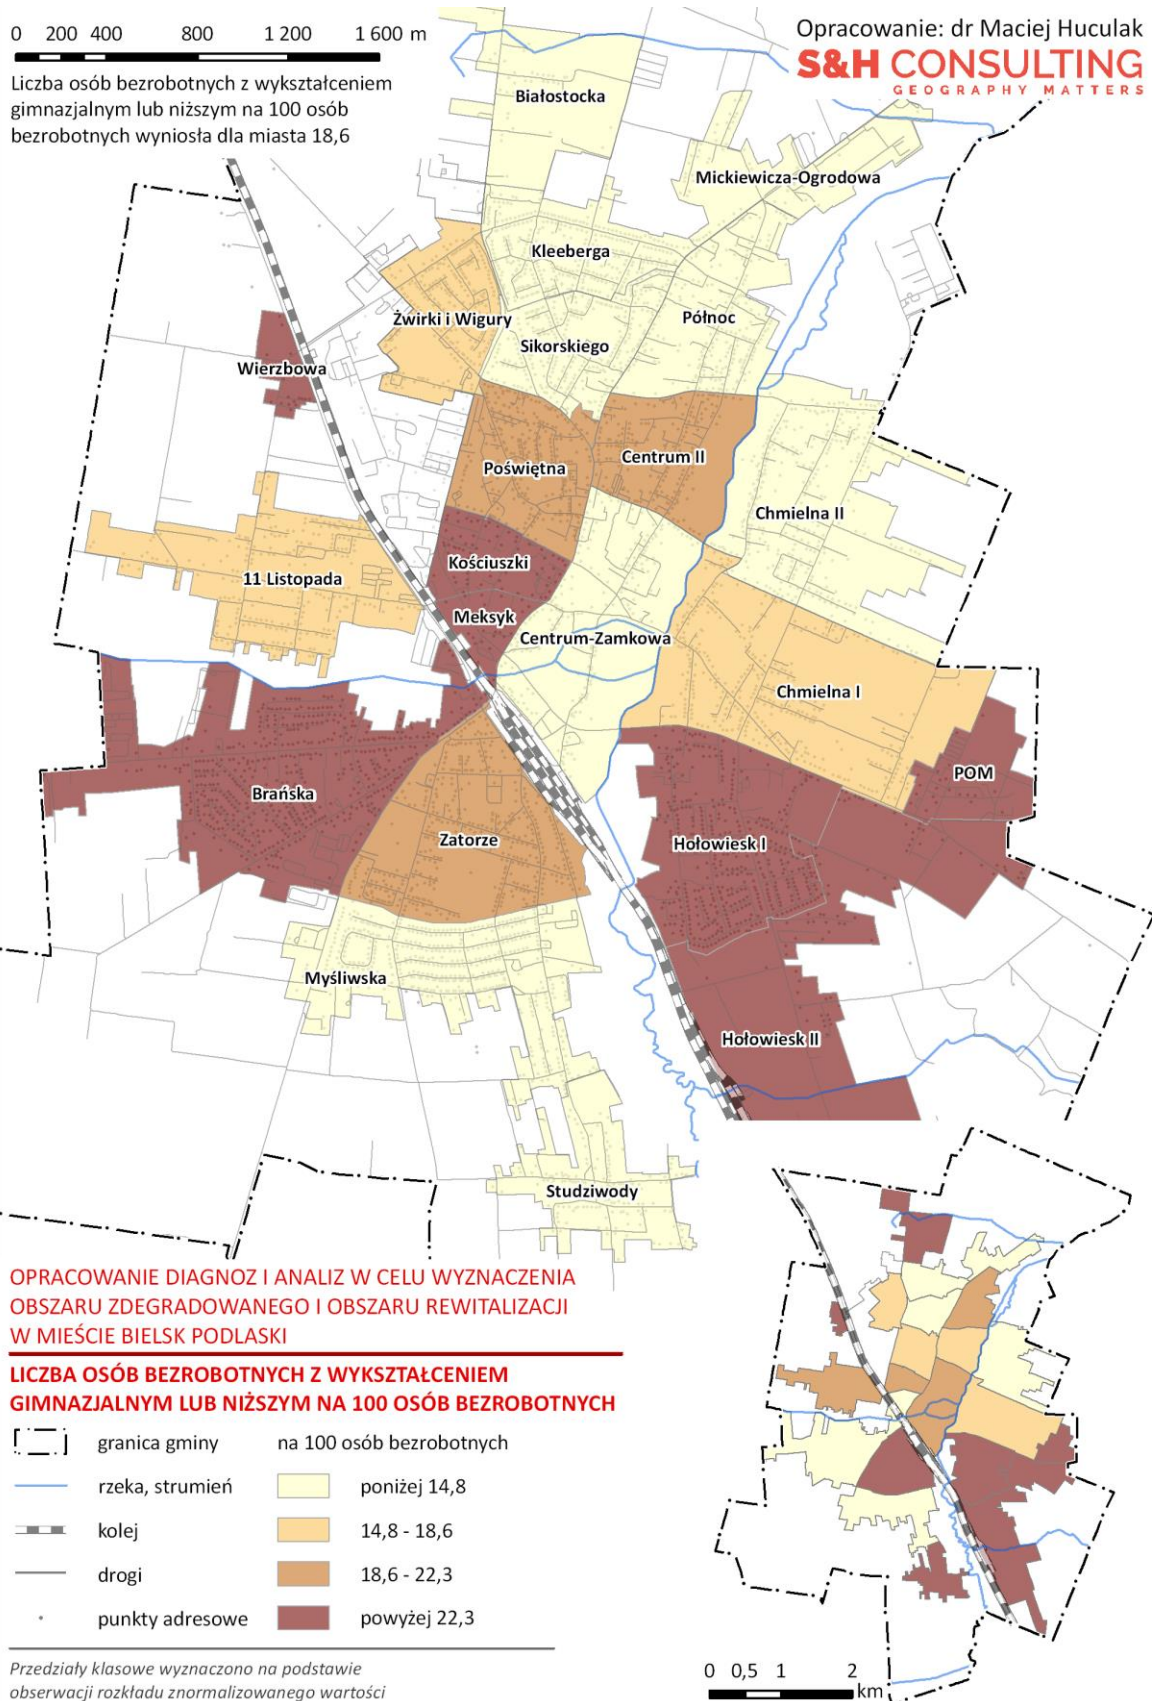 0 200 400 800 1 200 1 600 m
Opracowanie: dr Maciej Huculak
S&H CONSULTING
GEOGRAPHY MATTERS
Liczba osób bezrobotnych z wykształceniem
gimnazjalnym lub niższym na 100 osób
bezrobotnych wyniosła dla miasta 18,6
Białostocka
Mickiewicza-Ogrodowa
Kleeberga
Żwirki i Wigury
Północ
Sikorskiego
Wierzbowa
Poświętna
Centrum II
Chmielna II
Kościuszki
11 Listopada
Meksyk
Centrum-Zamkowa
Chmielna I
POM
Brańska
Zatorze
Hołowiesk I
Myśliwska
Hołowiesk II
Studziwody
OPRACOWANIE DIAGNOZ I ANALIZ W CELU WYZNACZENIA
OBSZARU ZDEGRADOWANEGO I OBSZARU REWITALIZACJI
W MIEŚCIE BIELSK PODLASKI
LICZBA OSÓB BEZROBOTNYCH Z WYKSZTAŁCENIEM
GIMNAZJALNYM LUB NIŻSZYM NA 100 OSÓB BEZROBOTNYCH
granica gminy na 100 osób bezrobotnych
rzeka, strumień poniżej 14,8
kolej 14,8 - 18,6
drogi 18,6 - 22,3
punkty adresowe powyżej 22,3
Przedziały klasowe wyznaczono na podstawie
obserwacji rozkładu znormalizowanego wartości
0 0,5 1 2
km